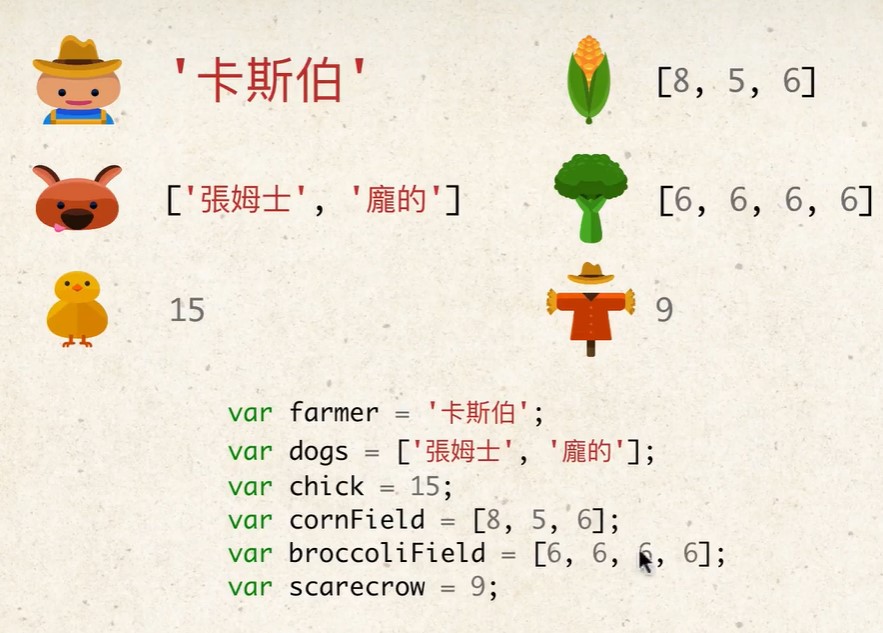 '卡斯伯'
[8, 5, 6]
['張姆士', '龐的']
[6, 6, 6, 6]
15
9
var farmer = '卡斯伯';
var dogs = ['張姆士', '龐的'];
var chick = 15;
var cornField = [8, 5, 6];
var broccoliField = [6, 6, 6, 6];
var scarecrow = 9;